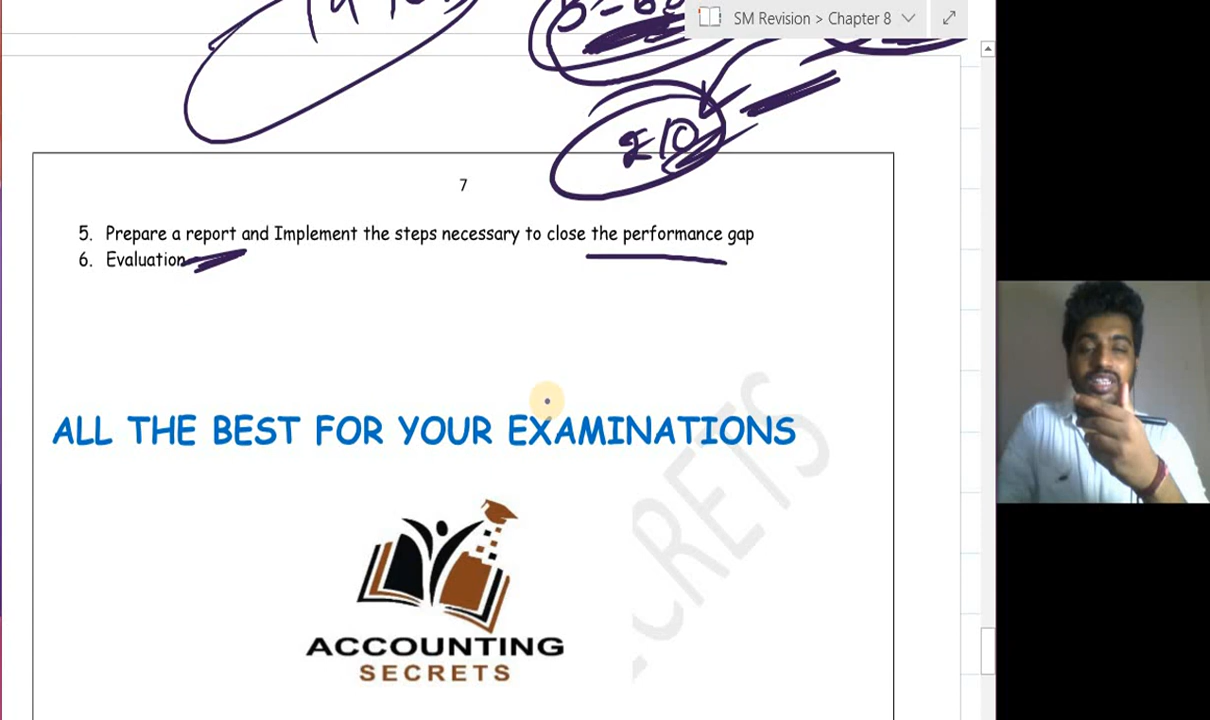 SM Revision > Chapter 8
₹10
7
5. Prepare a report and Implement the steps necessary to close the performance gap
6. Evaluation
ALL THE BEST FOR YOUR EXAMINATIONS
ACCOUNTING
SECRETS